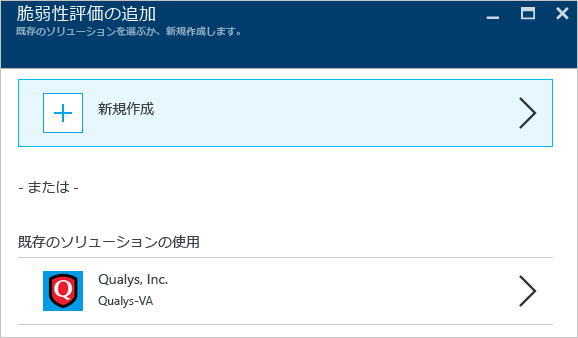 脆弱性評価の追加
既存のソリューションを選ぶか、新規作成します。
新規作成
- または -
既存のソリューションの使用
Q
Qualys, Inc.
Qualys-VA